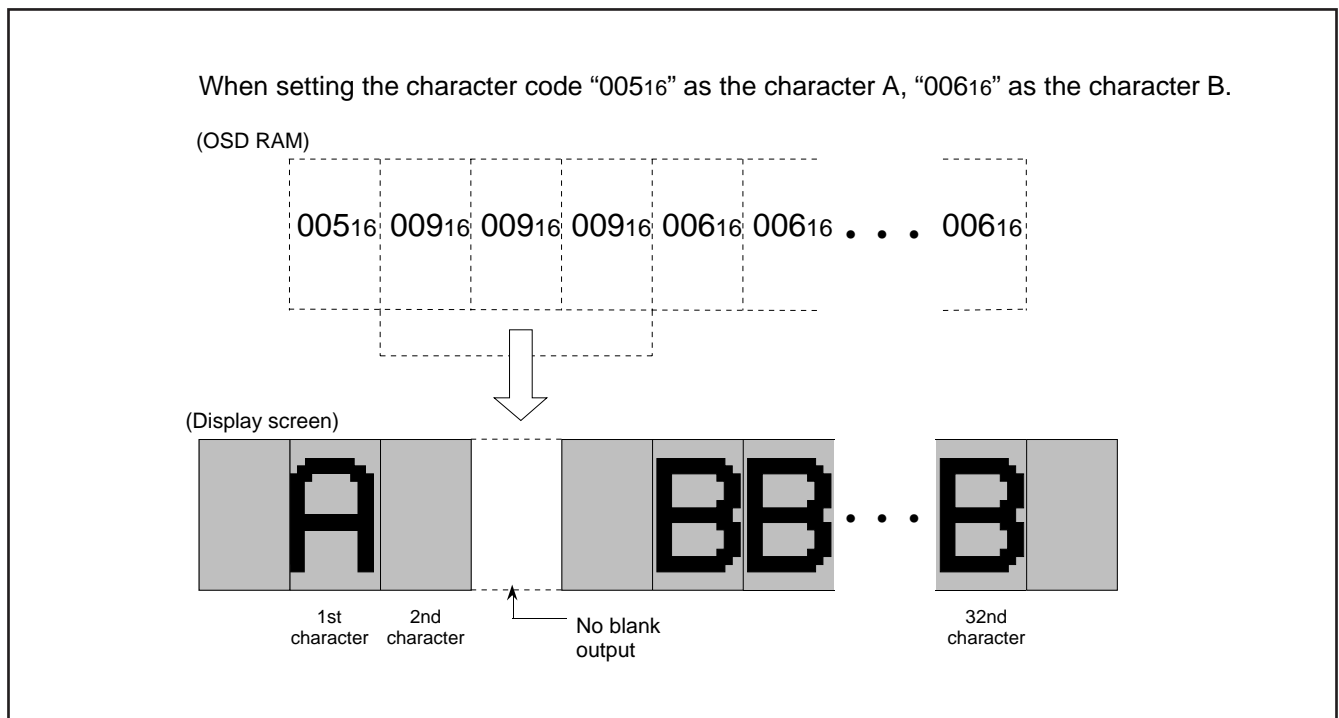 When setting the character code “005₁₆” as the character A, “006₁₆” as the character B.
(OSD RAM)
005₁₆ 009₁₆ 009₁₆ 009₁₆ 006₁₆ 006₁₆ • • • 006₁₆
(Display screen)
A B B • • • B
1st character
2nd character
No blank output
32nd character